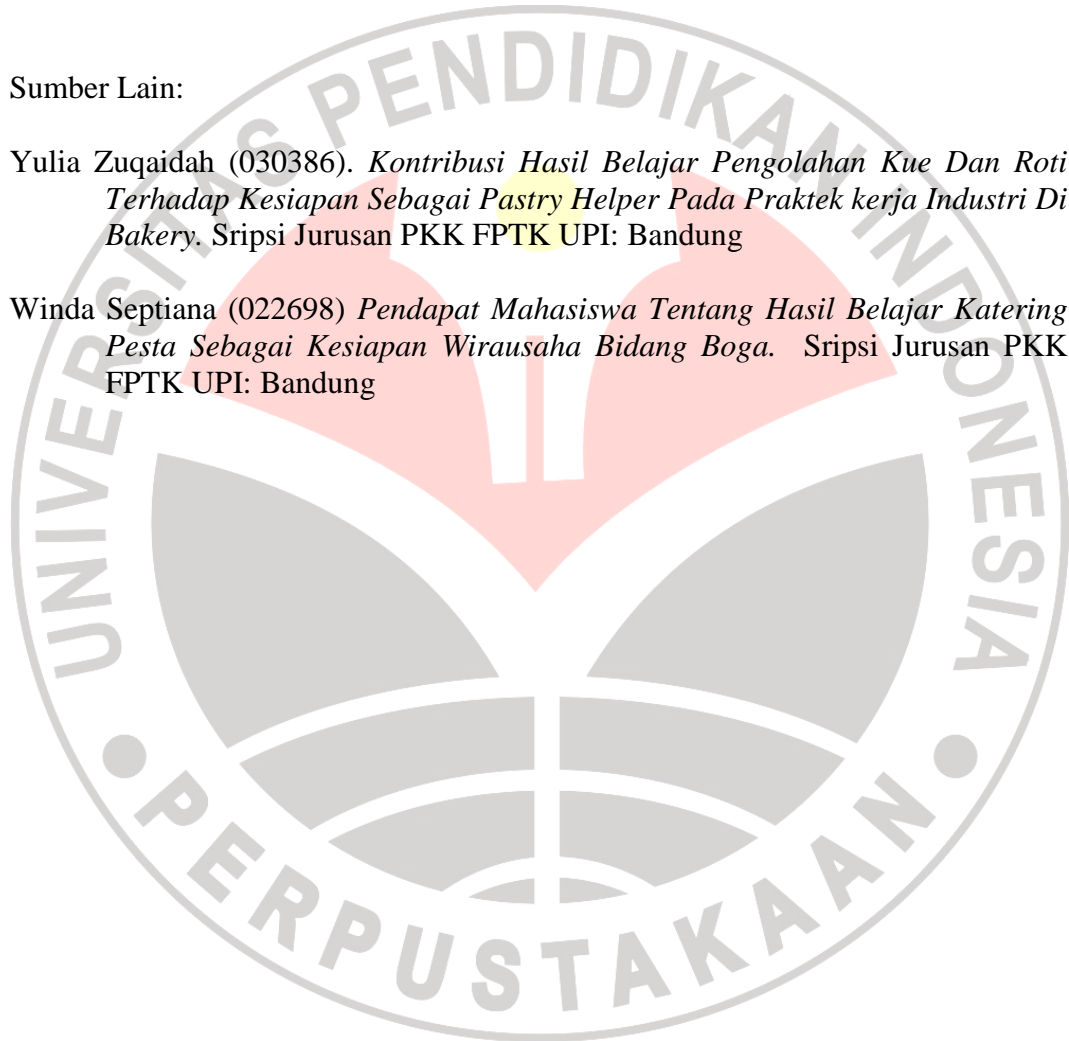 Sumber Lain:
Yulia Zuqaidah (030386). Kontribusi Hasil Belajar Pengolahan Kue Dan Roti
Terhadap Kesiapan Sebagai Pastry Helper Pada Praktek kerja Industri Di
Bakery. Sripsi Jurusan PKK FPTK UPI: Bandung
Winda Septiana (022698) Pendapat Mahasiswa Tentang Hasil Belajar Katering
Pesta Sebagai Kesiapan Wirausaha Bidang Boga. Sripsi Jurusan PKK
FPTK UPI: Bandung
UNIVERSITAS PENDIDIKAN INDONESIA
PERPUSTAKAAN